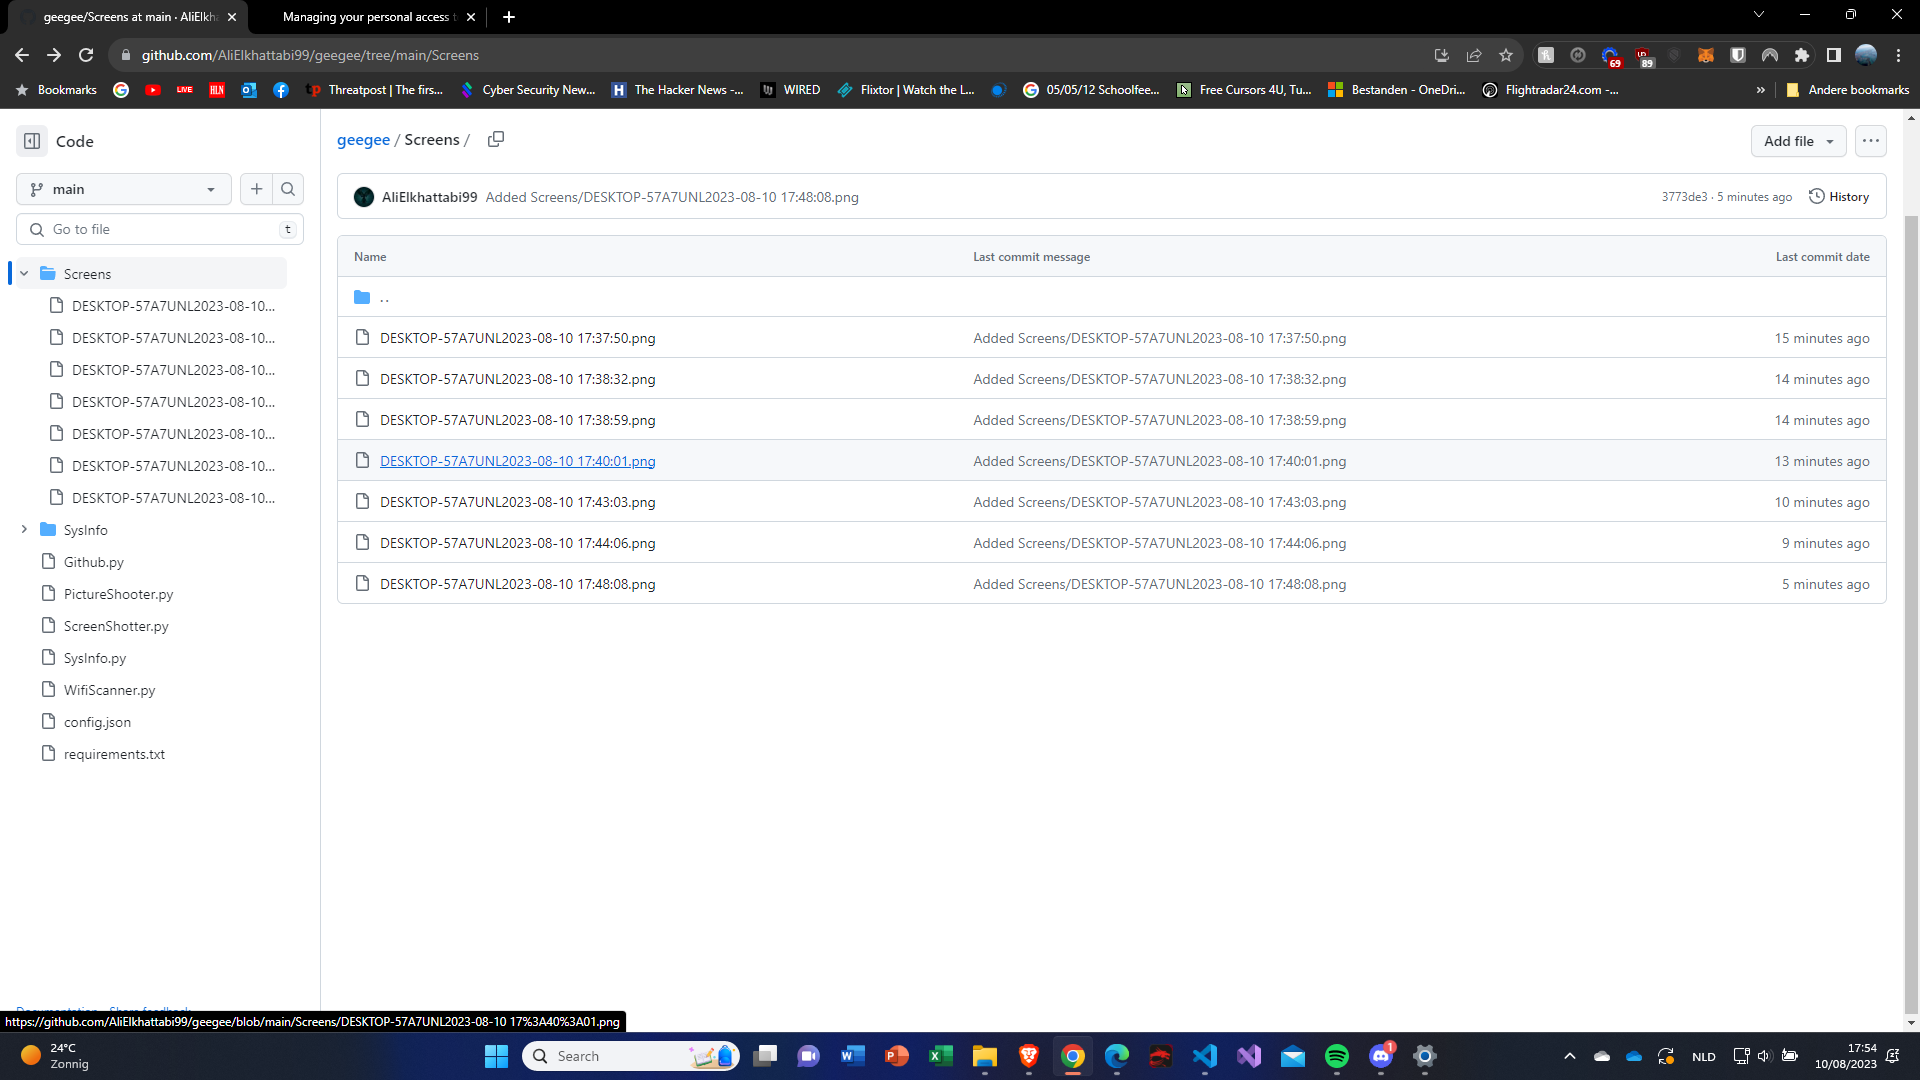 geegee/Screens at main · AliElkha
Managing your personal access t
github.com/AliElkhattabi99/geegee/tree/main/Screens
69
89
Bookmarks
LIVE
HLN
tp Threatpost | The firs...
Cyber Security New...
H The Hacker News -...
WIRED
Flixtor | Watch the L...
05/05/12 Schoolfee...
Free Cursors 4U, Tu...
Bestanden - OneDri...
Flightradar24.com -...
»
Andere bookmarks
Code
main
Go to file
t
Screens
DESKTOP-57A7UNL2023-08-10...
DESKTOP-57A7UNL2023-08-10...
DESKTOP-57A7UNL2023-08-10...
DESKTOP-57A7UNL2023-08-10...
DESKTOP-57A7UNL2023-08-10...
DESKTOP-57A7UNL2023-08-10...
DESKTOP-57A7UNL2023-08-10...
SysInfo
Github.py
PictureShooter.py
ScreenShotter.py
SysInfo.py
WifiScanner.py
config.json
requirements.txt
geegee / Screens /
Add file
AliElkhattabi99 Added Screens/DESKTOP-57A7UNL2023-08-10 17:48:08.png
3773de3 · 5 minutes ago
History
Name Last commit message Last commit date
..
DESKTOP-57A7UNL2023-08-10 17:37:50.png Added Screens/DESKTOP-57A7UNL2023-08-10 17:37:50.png 15 minutes ago
DESKTOP-57A7UNL2023-08-10 17:38:32.png Added Screens/DESKTOP-57A7UNL2023-08-10 17:38:32.png 14 minutes ago
DESKTOP-57A7UNL2023-08-10 17:38:59.png Added Screens/DESKTOP-57A7UNL2023-08-10 17:38:59.png 14 minutes ago
DESKTOP-57A7UNL2023-08-10 17:40:01.png Added Screens/DESKTOP-57A7UNL2023-08-10 17:40:01.png 13 minutes ago
DESKTOP-57A7UNL2023-08-10 17:43:03.png Added Screens/DESKTOP-57A7UNL2023-08-10 17:43:03.png 10 minutes ago
DESKTOP-57A7UNL2023-08-10 17:44:06.png Added Screens/DESKTOP-57A7UNL2023-08-10 17:44:06.png 9 minutes ago
DESKTOP-57A7UNL2023-08-10 17:48:08.png Added Screens/DESKTOP-57A7UNL2023-08-10 17:48:08.png 5 minutes ago
https://github.com/AliElkhattabi99/geegee/blob/main/Screens/DESKTOP-57A7UNL2023-08-10 17%3A40%3A01.png
24°C
Zonnig
Search
1
NLD
17:54
10/08/2023